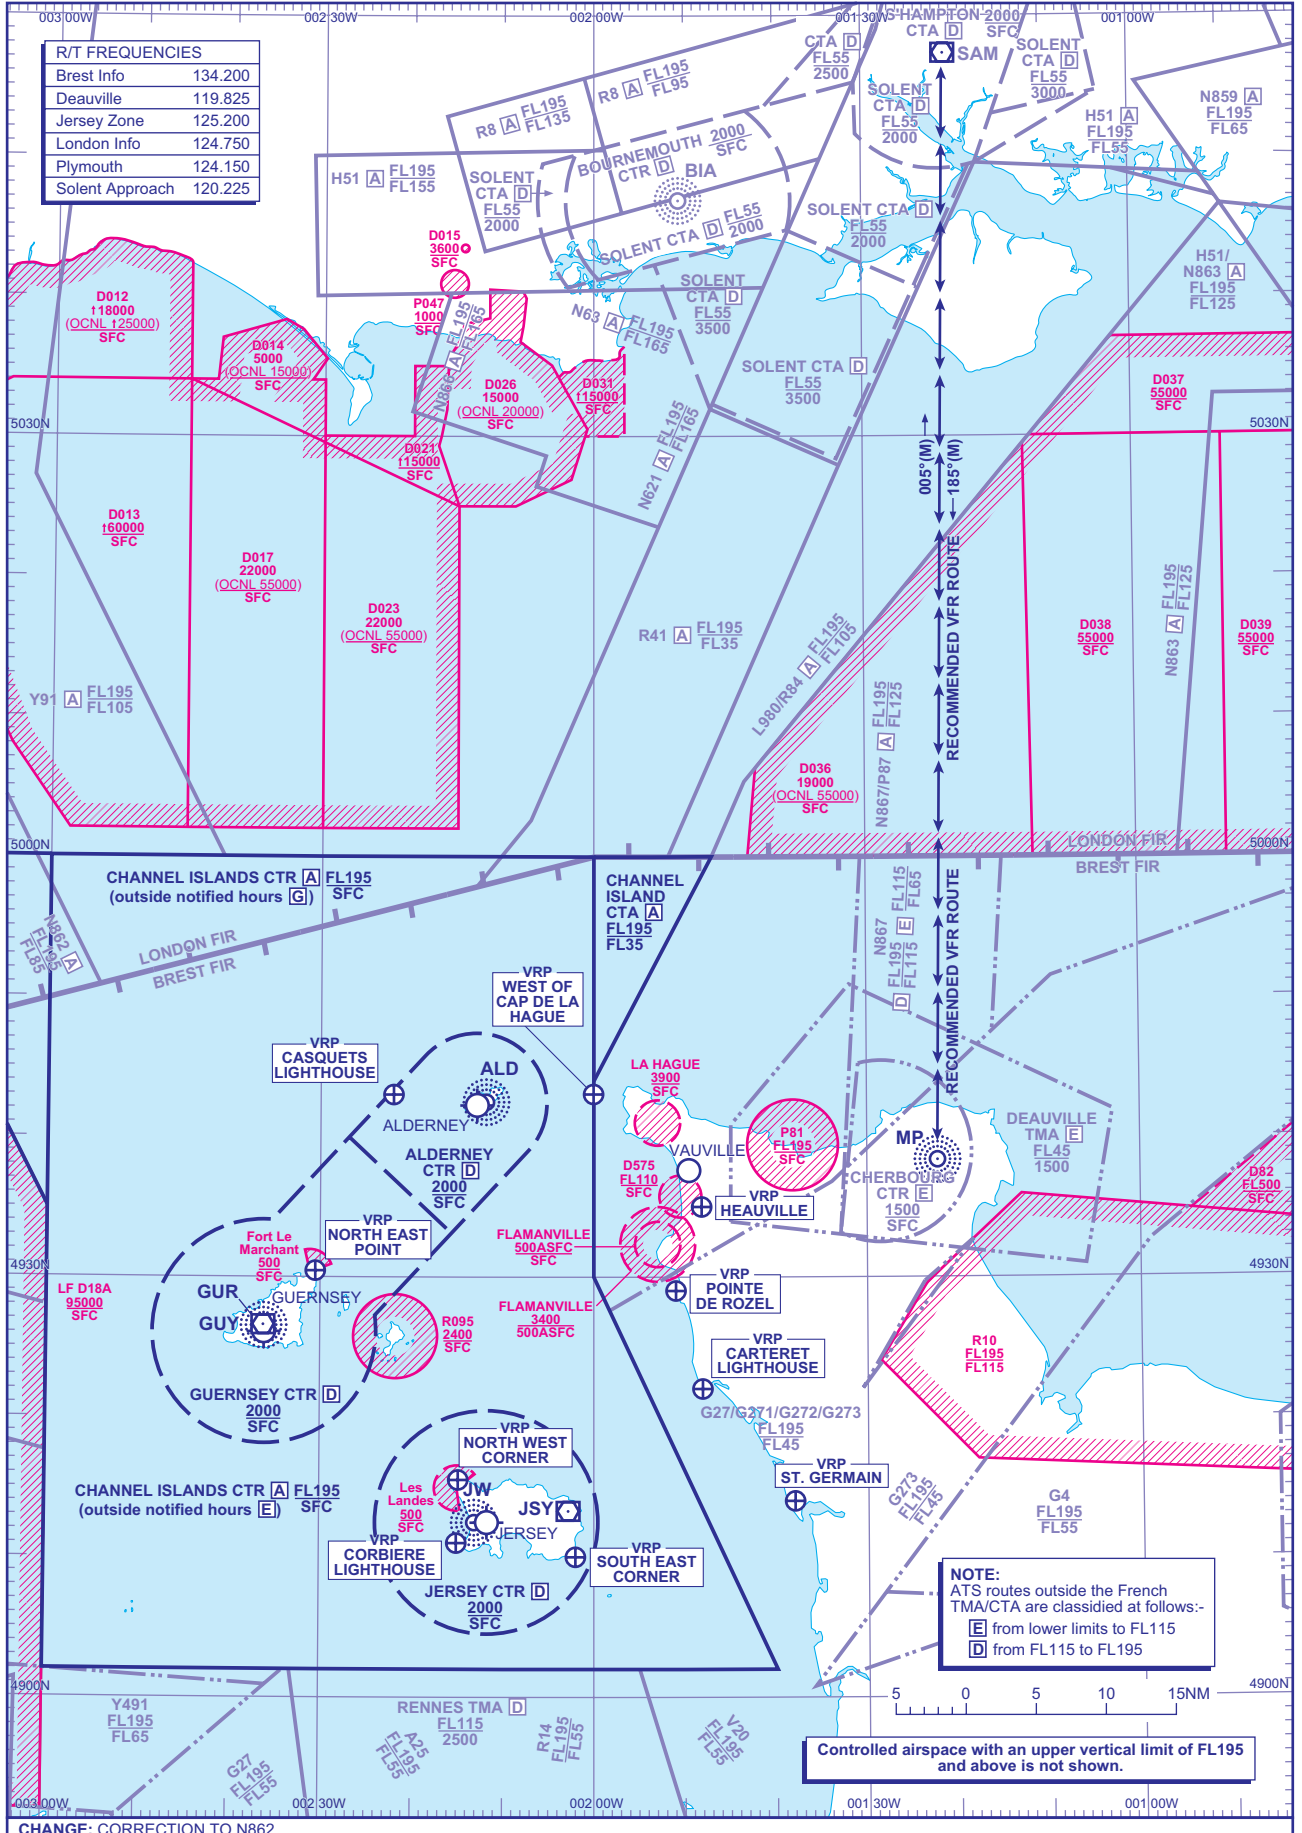 003°00'W
002°30W
002°00W
001°30W
001°00W
R/T FREQUENCIES
Brest Info 134.200
Deauville 119.825
Jersey Zone 125.200
London Info 124.750
Plymouth 124.150
Solent Approach 120.225
S'HAMPTON 2000
CTA D SFC
SAM
CTA D
FL55
2500
SOLENT
CTA D
FL55
3000
SOLENT
CTA D
FL55
2000
N859 A
FL195
FL65
H51 A
FL195
FL55
R8 A FL195
FL135
R8 A FL195
FL95
H51 A FL195
FL155
BOURNEMOUTH 2000
CTR D SFC
BIA
SOLENT
CTA D
FL55
2000
SOLENT CTA D FL55
2000
SOLENT CTA D
FL55
2000
D015
3600
SFC
P047
1000
SFC
SOLENT
CTA D
FL55
3500
H51/
N863 A
FL195
FL125
D012
†18000
(OCNL †25000)
SFC
D014
5000
(OCNL 15000)
SFC
N866 A FL195
FL165
N63 A FL195
FL165
D026
15000
(OCNL 20000)
SFC
D031
†15000
SFC
SOLENT CTA D
FL55
3500
D037
55000
SFC
5030N
5030N
D021
†15000
SFC
N621 A FL195
FL165
005°(M)
185°(M)
D013
†60000
SFC
D017
22000
(OCNL 55000)
SFC
D023
22000
(OCNL 55000)
SFC
R41 A FL195
FL35
RECOMMENDED VFR ROUTE
N863 A FL195
FL125
D038
55000
SFC
D039
55000
SFC
Y91 A FL195
FL105
L980/R84 A FL195
FL105
N867/P87 A FL195
FL125
D036
19000
(OCNL 55000)
SFC
5000N
5000N
LONDON FIR
BREST FIR
CHANNEL ISLANDS CTR A FL195
(outside notified hours G) SFC
CHANNEL
ISLAND
CTA A
FL195
FL35
N862 A
FL195
FL85
LONDON FIR
BREST FIR
N867
E FL115
FL65
D FL195
FL115
RECOMMENDED VFR ROUTE
VRP
WEST OF
CAP DE LA
HAGUE
VRP
CASQUETS
LIGHTHOUSE
ALD
ALDERNEY
LA HAGUE
3900
SFC
ALDERNEY
CTR D
2000
SFC
VAUVILLE
P81
FL195
SFC
MP
DEAUVILLE
TMA E
FL45
1500
D575
FL110
SFC
CHERBOURG
CTR E
1500
SFC
D82
FL500
SFC
VRP
HEAUVILLE
VRP
NORTH EAST
POINT
Fort Le
Marchant
500
SFC
FLAMANVILLE
500ASFC
SFC
4930N
LF D18A
95000
SFC
GUR
GUERNSEY
GUY
VRP
POINTE
DE ROZEL
FLAMANVILLE
3400
500ASFC
R095
2400
SFC
R10
FL195
FL115
VRP
CARTERET
LIGHTHOUSE
GUERNSEY CTR D
2000
SFC
G27/G271/G272/G273
FL195
FL45
VRP
NORTH WEST
CORNER
VRP
ST. GERMAIN
CHANNEL ISLANDS CTR A FL195
(outside notified hours E) SFC
Les
Landes
500
SFC
JW
JSY
JERSEY
G273
FL195
FL45
G4
FL195
FL55
VRP
CORBIERE
LIGHTHOUSE
VRP
SOUTH EAST
CORNER
JERSEY CTR D
2000
SFC
NOTE:
ATS routes outside the French
TMA/CTA are classidied at follows:-
E from lower limits to FL115
D from FL115 to FL195
4900N
4900N
5 0 5 10 15NM
Y491
FL195
FL65
G27
FL195
FL55
RENNES TMA D
FL115
2500
A25
FL195
FL55
R14
FL195
FL55
V20
FL195
FL55
Controlled airspace with an upper vertical limit of FL195
and above is not shown.
003°00W
002°30W
002°00W
001°30W
001°00W
CHANGE: CORRECTION TO N862